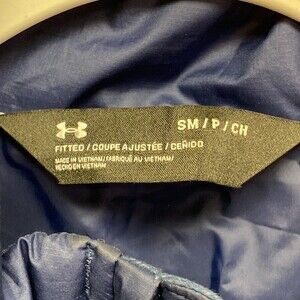 SM / P / CH
FITTED / COUPE AJUSTÉE / CEÑIDO
MADE IN VIETNAM/FABRIQUÉ AU VIETNAM/
HECHO EN VIETNAM